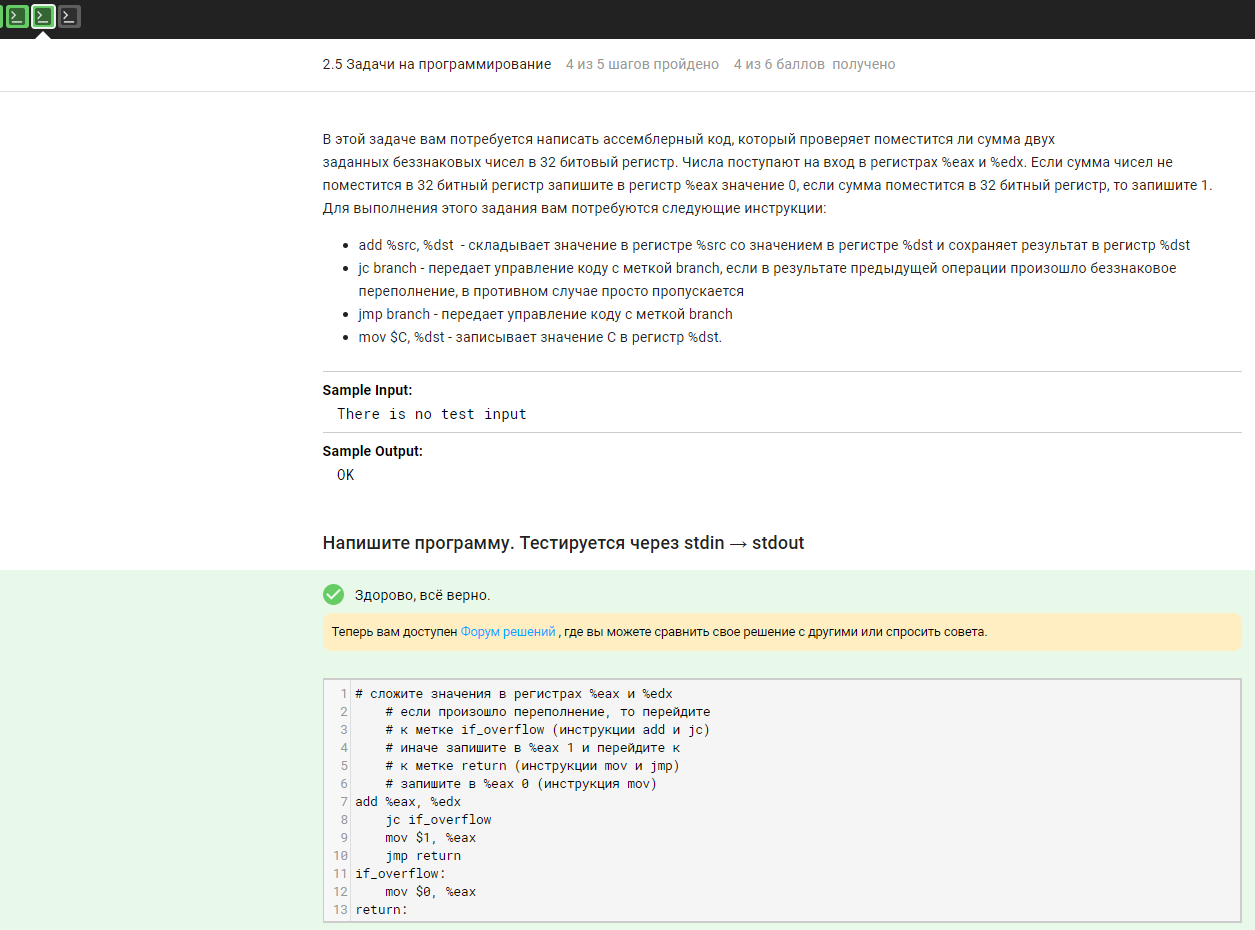 2.5 Задачи на программирование 4 из 5 шагов пройдено 4 из 6 баллов получено
В этой задаче вам потребуется написать ассемблерный код, который проверяет поместится ли сумма двух
заданных беззнаковых чисел в 32 битовый регистр. Числа поступают на вход в регистрах %eax и %edx. Если сумма чисел не
поместится в 32 битный регистр запишите в регистр %eax значение 0, если сумма поместится в 32 битный регистр, то запишите 1.
Для выполнения этого задания вам потребуются следующие инструкции:
• add %src, %dst - складывает значение в регистре %src со значением в регистре %dst и сохраняет результат в регистр %dst
• jc branch - передает управление коду с меткой branch, если в результате предыдущей операции произошло беззнаковое
переполнение, в противном случае просто пропускается
• jmp branch - передает управление коду с меткой branch
• mov $C, %dst - записывает значение C в регистр %dst.
Sample Input:
There is no test input
Sample Output:
OK
Напишите программу. Тестируется через stdin → stdout
Здорово, всё верно.
Теперь вам доступен Форум решений , где вы можете сравнить свое решение с другими или спросить совета.
1 # сложите значения в регистрах %eax и %edx
2 # если произошло переполнение, то перейдите
3 # к метке if_overflow (инструкции add и jc)
4 # иначе запишите в %eax 1 и перейдите к
5 # к метке return (инструкции mov и jmp)
6 # запишите в %eax 0 (инструкция mov)
7 add %eax, %edx
8 jc if_overflow
9 mov $1, %eax
10 jmp return
11 if_overflow:
12 mov $0, %eax
13 return: